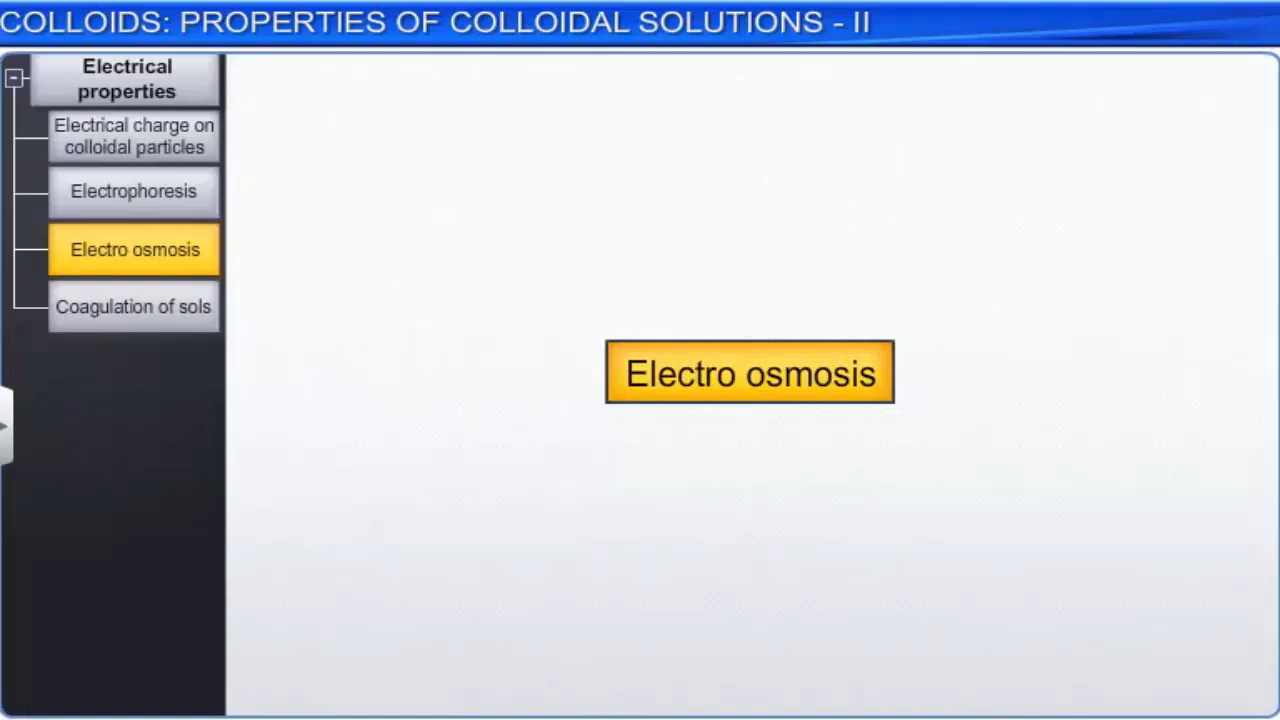 COLLOIDS: PROPERTIES OF COLLOIDAL SOLUTIONS - II
Electrical
properties
Electrical charge on
colloidal particles
Electrophoresis
Electro osmosis
Coagulation of sols
Electro osmosis